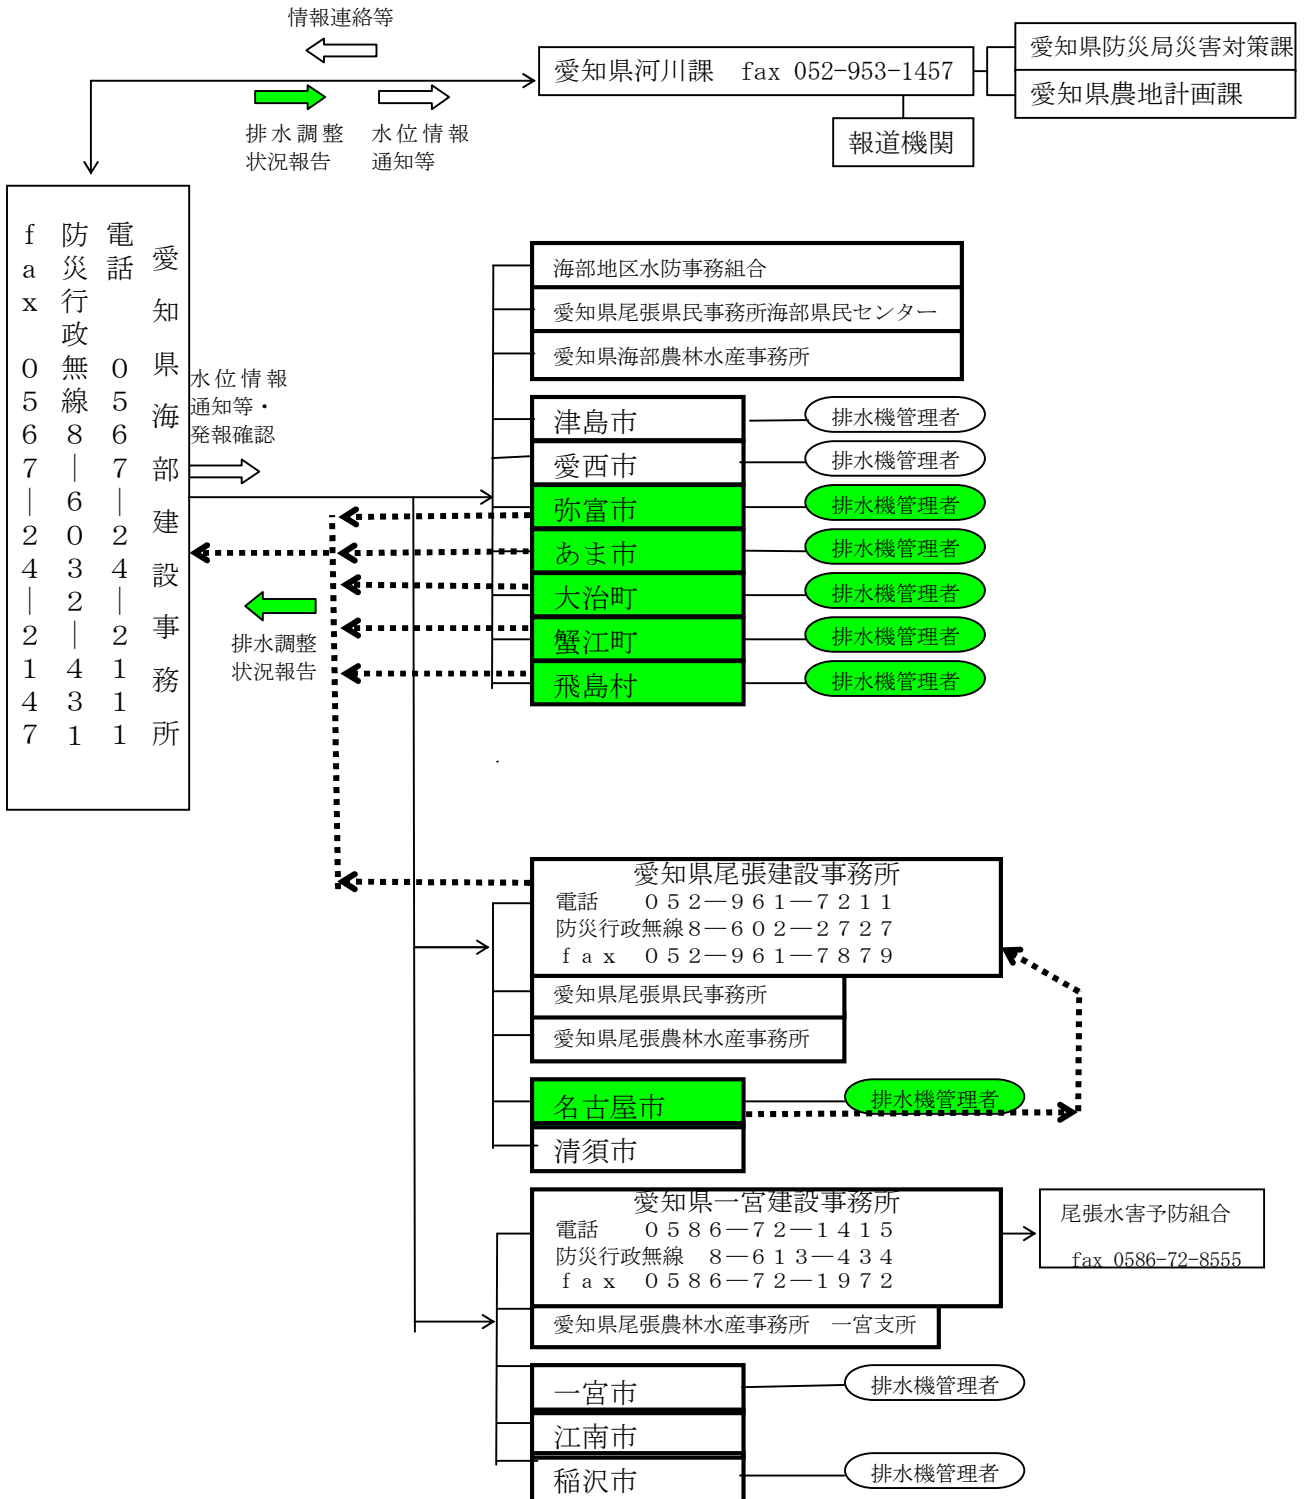 情報連絡等
愛知県河川課　fax 052-953-1457
愛知県防災局災害対策課
愛知県農地計画課
報道機関
排水調整
状況報告
水位情報
通知等
愛知県海部建設事務所
電話　０５６７―２４―２１１１
防災行政無線８―６０３２―４３１
ｆａｘ　０５６７―２４―２１４７
水位情報
通知等・
発報確認
排水調整
状況報告
海部地区水防事務組合
愛知県尾張県民事務所海部県民センター
愛知県海部農林水産事務所
津島市　排水機管理者
愛西市　排水機管理者
弥富市　排水機管理者
あま市　排水機管理者
大治町　排水機管理者
蟹江町　排水機管理者
飛島村　排水機管理者
愛知県尾張建設事務所
電話　０５２―９６１―７２１１
防災行政無線８―６０２―２７２７
ｆａｘ　０５２―９６１―７８７９
愛知県尾張県民事務所
愛知県尾張農林水産事務所
名古屋市　排水機管理者
清須市
愛知県一宮建設事務所
電話　０５８６―７２―１４１５
防災行政無線　８―６１３―４３４
ｆａｘ　０５８６―７２―１９７２
尾張水害予防組合
fax 0586-72-8555
愛知県尾張農林水産事務所　一宮支所
一宮市　排水機管理者
江南市
稲沢市　排水機管理者